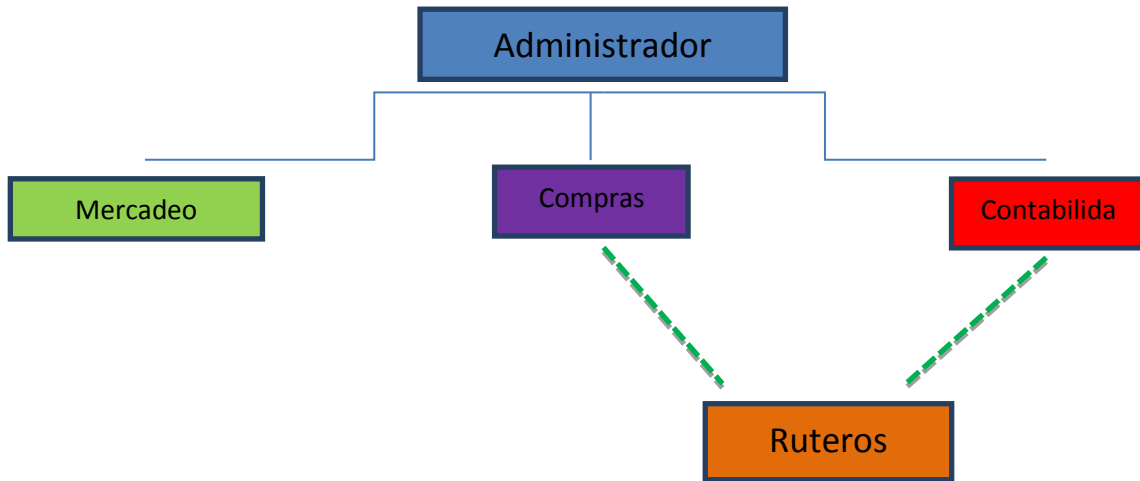 Administrador
Mercadeo
Compras
Contabilida
Ruteros